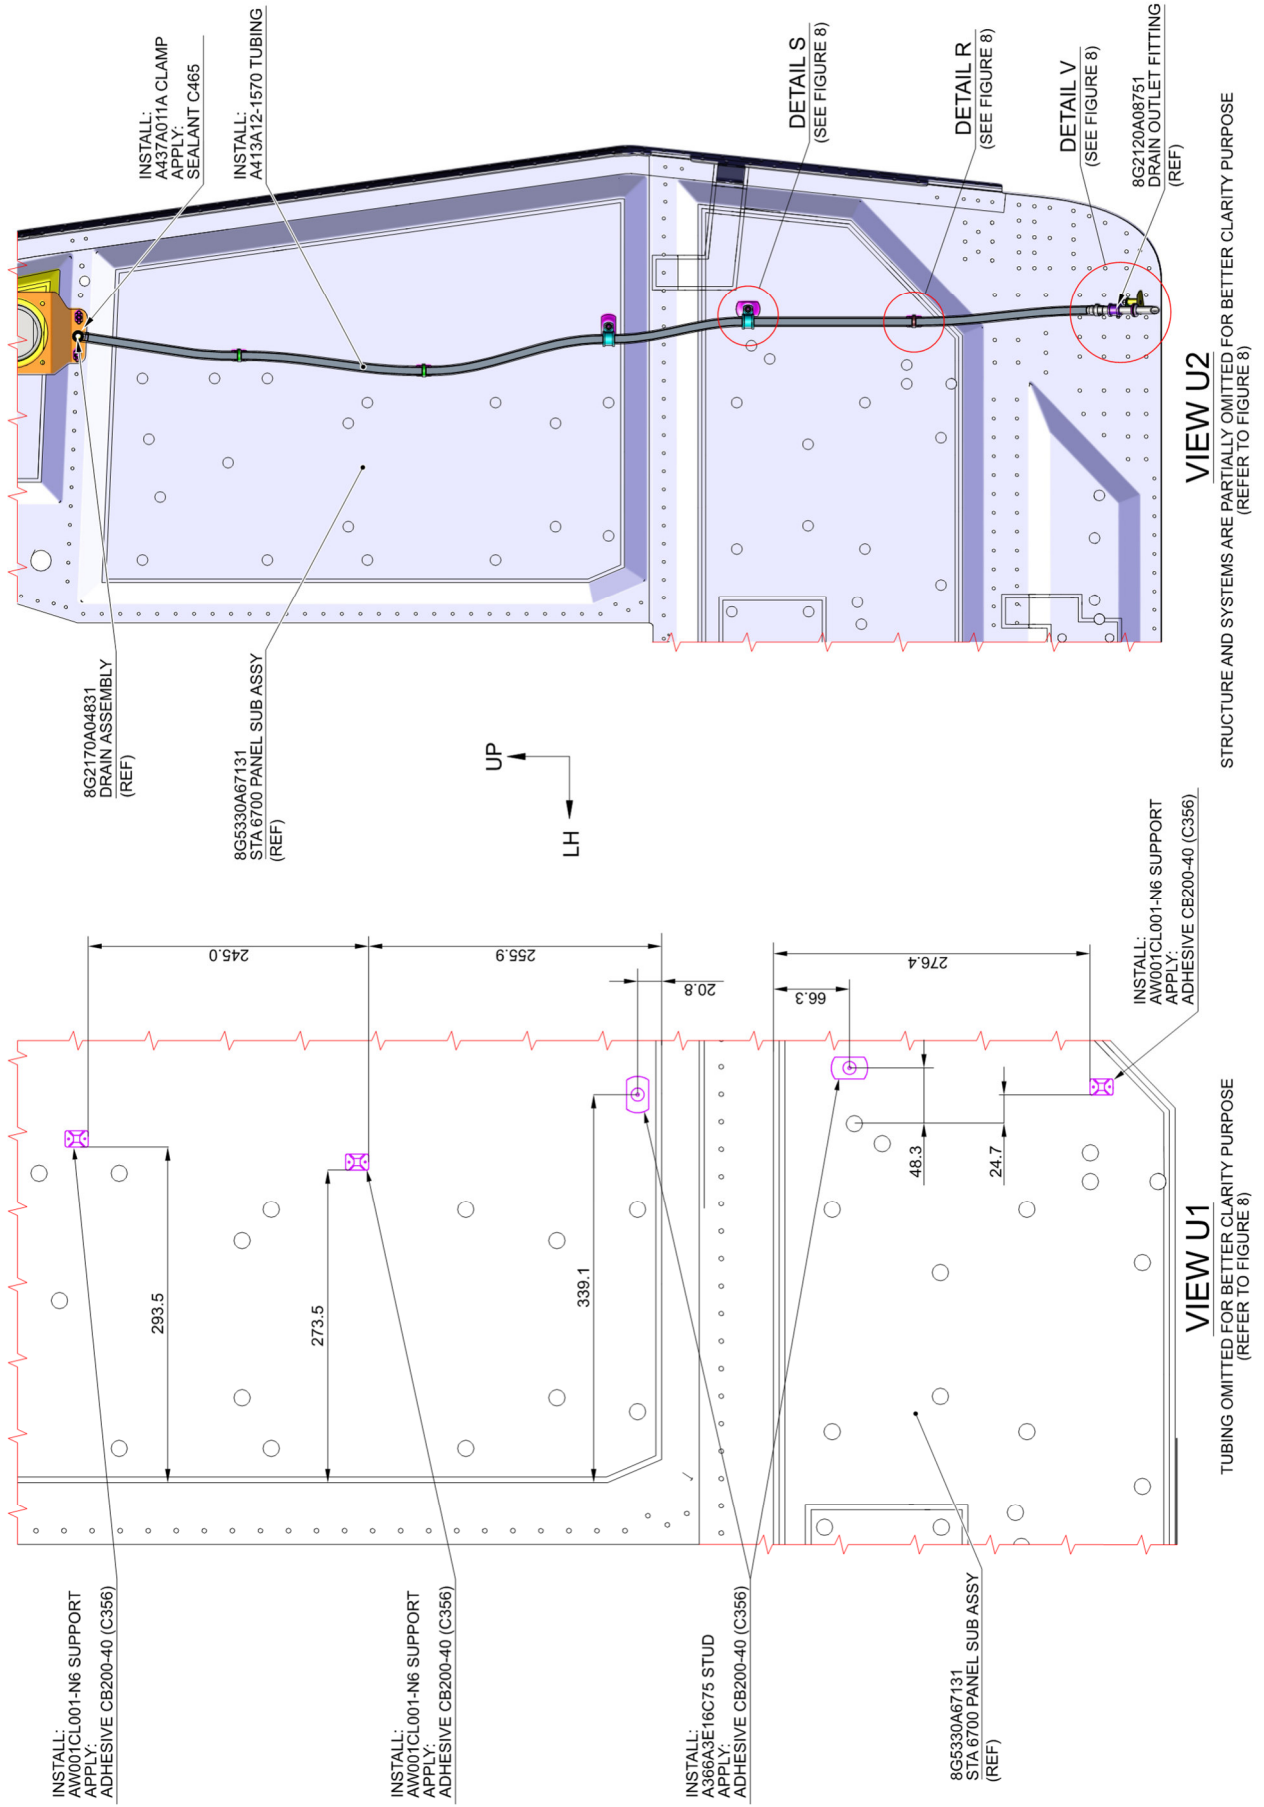 INSTALL:
AW001CL001-N6 SUPPORT
APPLY:
ADHESIVE CB200-40 (C356)
INSTALL:
AW001CL001-N6 SUPPORT
APPLY:
ADHESIVE CB200-40 (C356)
INSTALL:
A366A3E16C75 STUD
APPLY:
ADHESIVE CB200-40 (C356)
8G5330A67131
STA 6700 PANEL SUB ASSY
(REF)
293.5
273.5
339.1
245.0
255.9
20.8
66.3
276.4
48.3
24.7
INSTALL:
AW001CL001-N6 SUPPORT
APPLY:
ADHESIVE CB200-40 (C356)
VIEW U1
TUBING OMITTED FOR BETTER CLARITY PURPOSE
(REFER TO FIGURE 8)
UP
LH
8G2170A04831
DRAIN ASSEMBLY
(REF)
8G5330A67131
STA 6700 PANEL SUB ASSY
(REF)
INSTALL:
A437A011A CLAMP
APPLY:
SEALANT C465
INSTALL:
A413A12-1570 TUBING
DETAIL S
(SEE FIGURE 8)
DETAIL R
(SEE FIGURE 8)
DETAIL V
(SEE FIGURE 8)
8G2120A08751
DRAIN OUTLET FITTING
(REF)
VIEW U2
STRUCTURE AND SYSTEMS ARE PARTIALLY OMITTED FOR BETTER CLARITY PURPOSE
(REFER TO FIGURE 8)